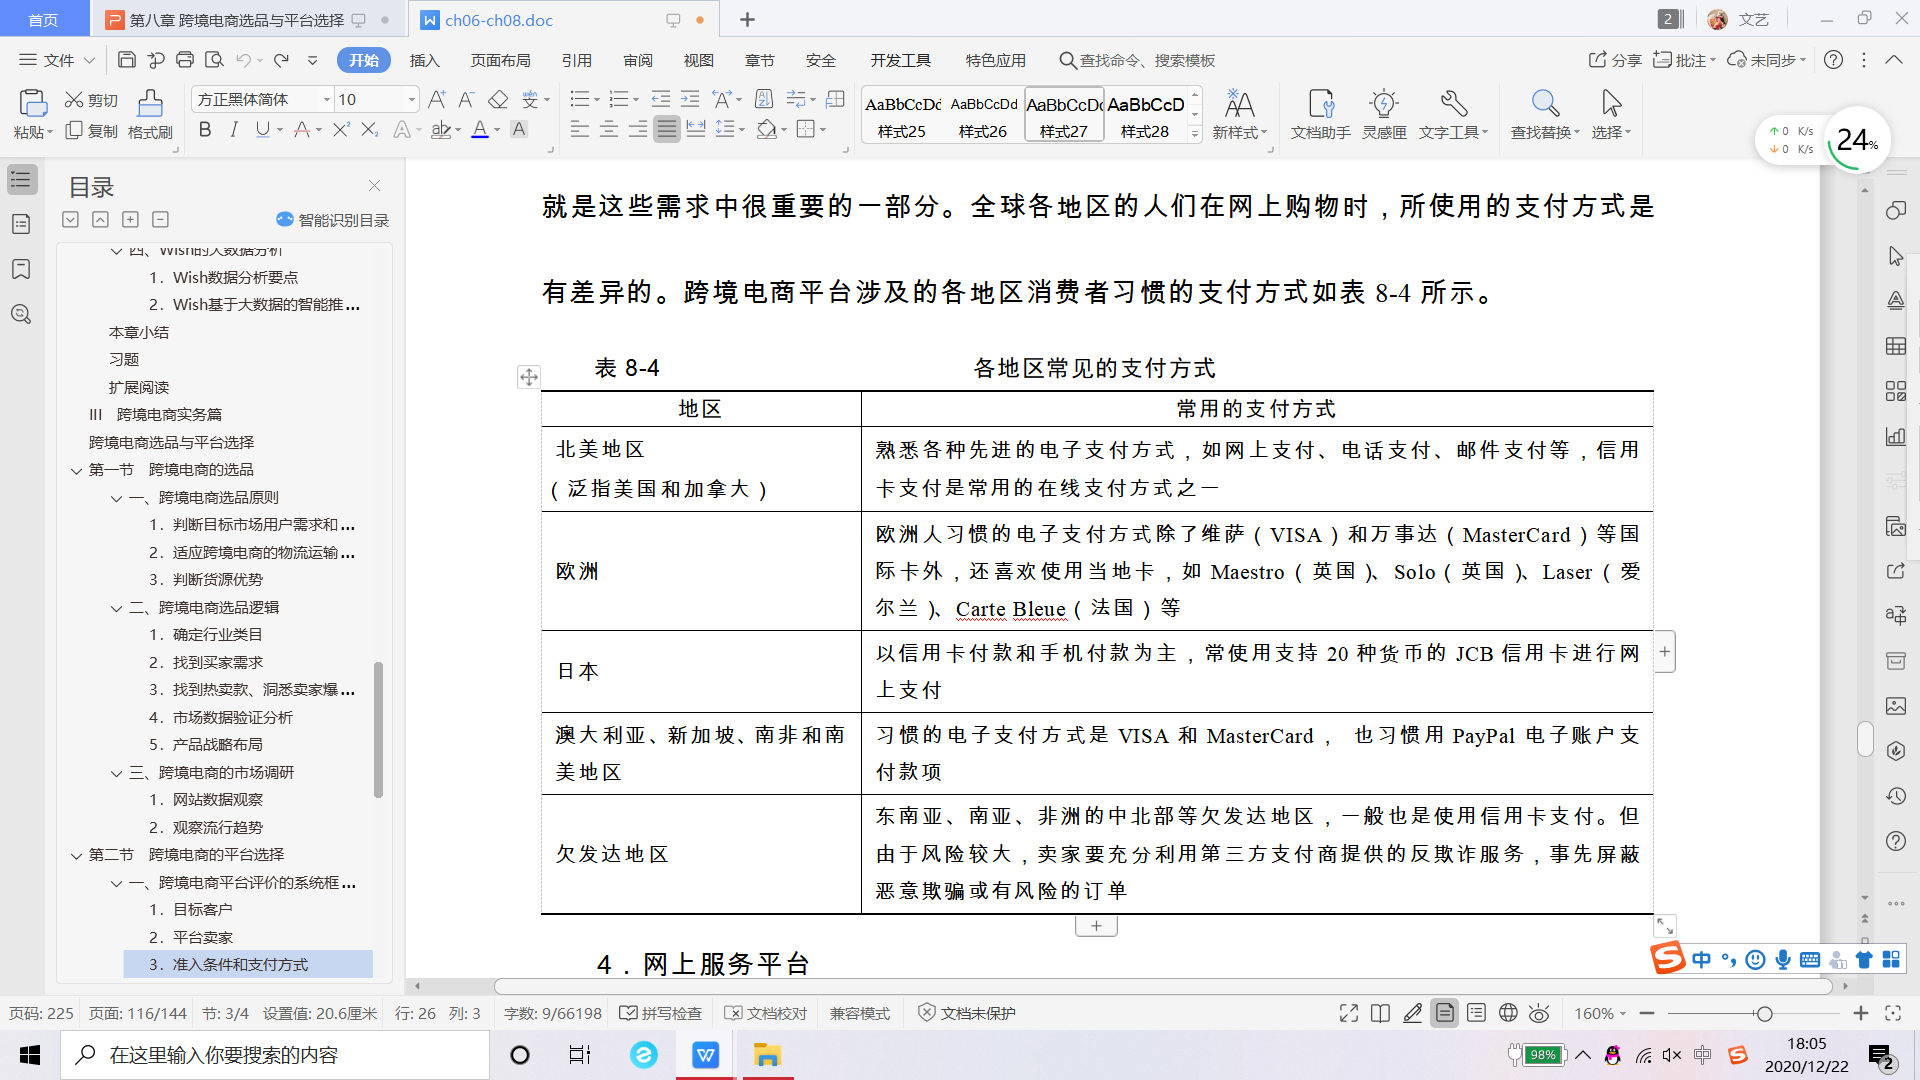 首页
第八章 跨境电商选品与平台选择
ch06-ch08.doc
2
文艺
文件
开始
插入
页面布局
引用
审阅
视图
章节
安全
开发工具
特色应用
查找命令、搜索模板
分享
批注
未同步
粘贴
剪切
复制
格式刷
方正黑体简体
10
AaBbCcDd
AaBbCcDd
AaBbCcDd
AaBbCcD
样式25
样式26
样式27
样式28
新样式
文档助手
灵感匣
文字工具
查找替换
选择
0 K/s
0 K/s
24%
目录
智能识别目录
四、Wish的大数据分析
1. Wish数据分析要点
2. Wish基于大数据的智能推...
本章小结
习题
扩展阅读
III 跨境电商实务篇
跨境电商选品与平台选择
第一节 跨境电商的选品
一、跨境电商选品原则
1. 判断目标市场用户需求和...
2. 适应跨境电商的物流运输...
3. 判断货源优势
二、跨境电商选品逻辑
1. 确定行业类目
2. 找到买家需求
3. 找到热卖款、洞悉卖家爆...
4. 市场数据验证分析
5. 产品战略布局
三、跨境电商的市场调研
1. 网站数据观察
2. 观察流行趋势
第二节 跨境电商的平台选择
一、跨境电商平台评价的系统框...
1. 目标客户
2. 平台卖家
3. 准入条件和支付方式
就是这些需求中很重要的一部分。全球各地区的人们在网上购物时，所使用的支付方式是
有差异的。跨境电商平台涉及的各地区消费者习惯的支付方式如表 8-4 所示。
表 8-4 各地区常见的支付方式
地区 常用的支付方式
北美地区
（泛指美国和加拿大）
熟悉各种先进的电子支付方式，如网上支付、电话支付、邮件支付等，信用
卡支付是常用的在线支付方式之一
欧洲
欧洲人习惯的电子支付方式除了维萨（VISA）和万事达（MasterCard）等国
际卡外，还喜欢使用当地卡，如 Maestro（英国）、Solo（英国）、Laser（爱
尔兰）、Carte Bleue（法国）等
日本
以信用卡付款和手机付款为主，常使用支持 20 种货币的 JCB 信用卡进行网
上支付
澳大利亚、新加坡、南非和南
美地区
习惯的电子支付方式是 VISA 和 MasterCard， 也习惯用 PayPal 电子账户支
付款项
欠发达地区
东南亚、南亚、非洲的中北部等欠发达地区，一般也是使用信用卡支付。但
由于风险较大，卖家要充分利用第三方支付商提供的反欺诈服务，事先屏蔽
恶意欺骗或有风险的订单
4．网上服务平台
中
页码: 225 页面: 116/144 节: 3/4 设置值: 20.6厘米 行: 26 列: 3 字数: 9/66198 拼写检查 文档校对 兼容模式 文档未保护
160%
在这里输入你要搜索的内容
98%
中
18:05
2020/12/22
2